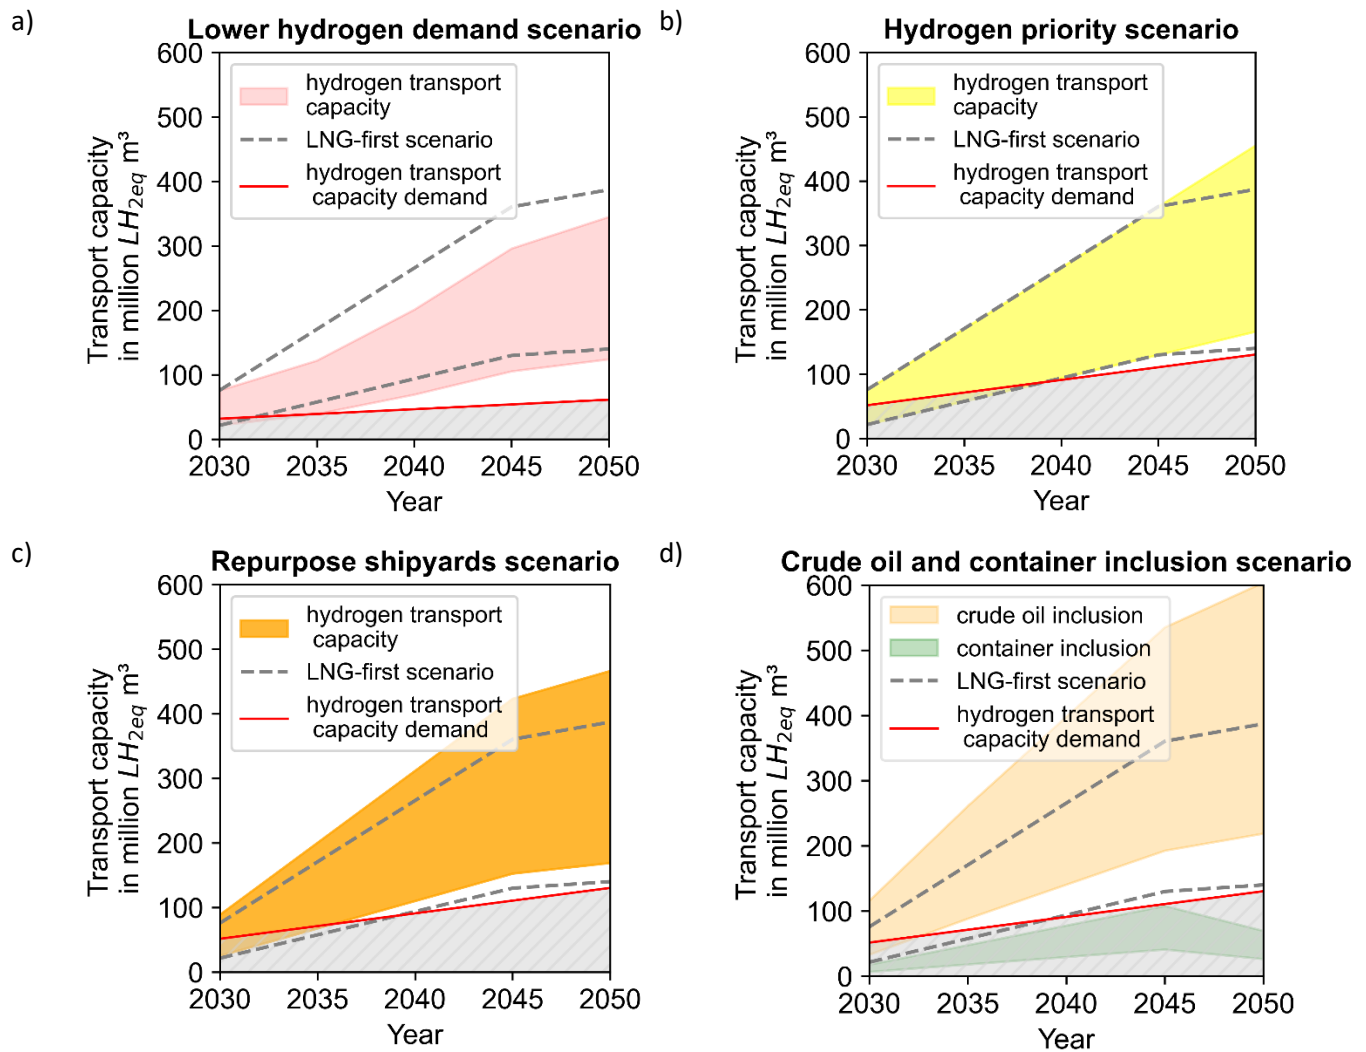 a)
Lower hydrogen demand scenario
600
500
400
300
200
100
0
Transport capacity
in million LH₂eq m³
hydrogen transport
capacity
LNG-first scenario
hydrogen transport
capacity demand
2030 2035 2040 2045 2050
Year
b)
Hydrogen priority scenario
600
500
400
300
200
100
0
Transport capacity
in million LH₂eq m³
hydrogen transport
capacity
LNG-first scenario
hydrogen transport
capacity demand
2030 2035 2040 2045 2050
Year
c)
Repurpose shipyards scenario
600
500
400
300
200
100
0
Transport capacity
in million LH₂eq m³
hydrogen transport
capacity
LNG-first scenario
hydrogen transport
capacity demand
2030 2035 2040 2045 2050
Year
d)
Crude oil and container inclusion scenario
600
500
400
300
200
100
0
Transport capacity
in million LH₂eq m³
crude oil inclusion
container inclusion
LNG-first scenario
hydrogen transport
capacity demand
2030 2035 2040 2045 2050
Year